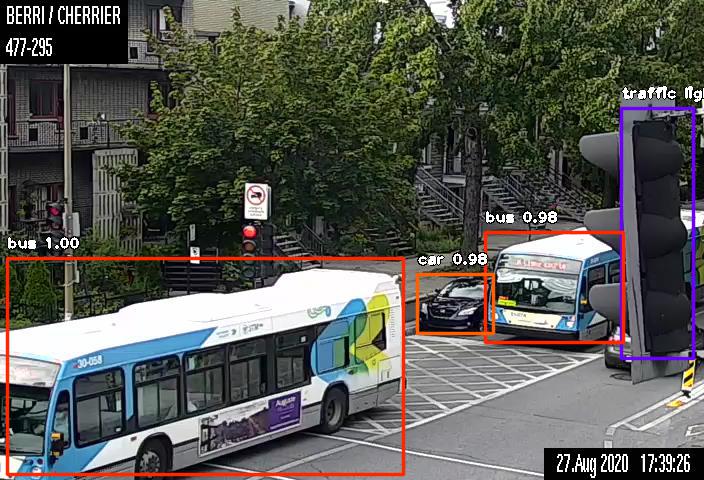 BERRI / CHERRIER
477-295
traffic lig
bus 0.98
bus 1.00
car 0.98
30-058
STM
27.Aug 2020 17:39:26